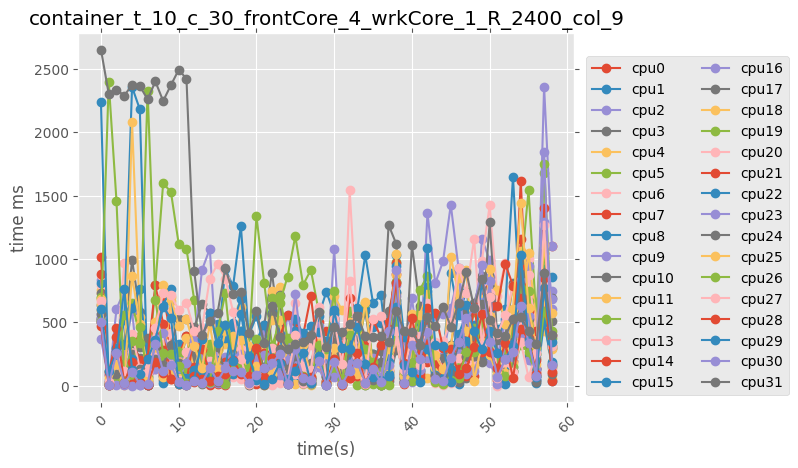 container_t_10_c_30_frontCore_4_wrkCore_1_R_2400_col_9
time ms
2500
2000
1500
1000
500
0
0
10
20
30
40
50
60
time(s)
cpu0
cpu1
cpu2
cpu3
cpu4
cpu5
cpu6
cpu7
cpu8
cpu9
cpu10
cpu11
cpu12
cpu13
cpu14
cpu15
cpu16
cpu17
cpu18
cpu19
cpu20
cpu21
cpu22
cpu23
cpu24
cpu25
cpu26
cpu27
cpu28
cpu29
cpu30
cpu31